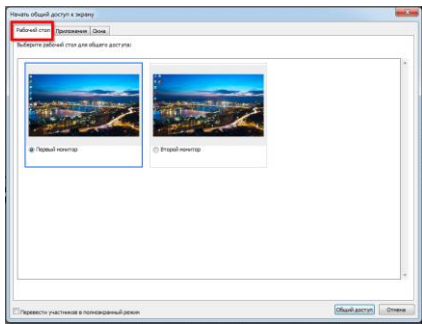 Начать общий доступ к экрану
Рабочий стол Приложения Окна
Выберите рабочий стол для общего доступа:
Первый монитор Второй монитор
Перевести участников в полноэкранный режим
Общий доступ Отмена